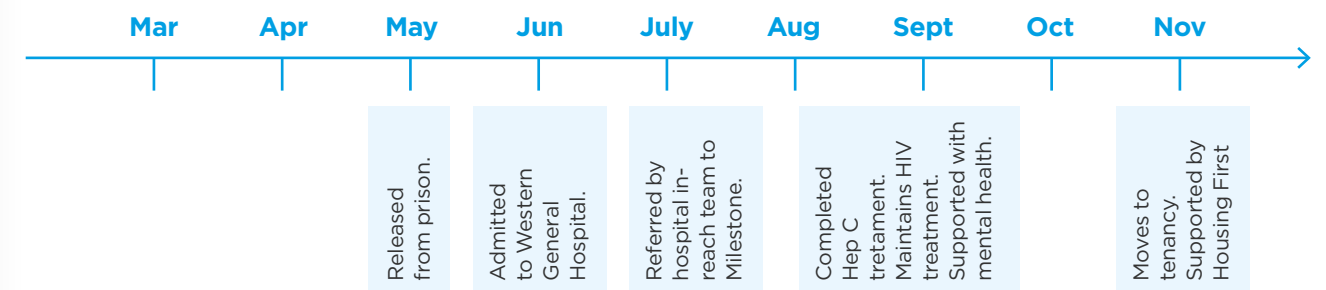 Mar Apr May Jun July Aug Sept Oct Nov
Released
from prison.
Admitted
to Western
General
Hospital.
Referred by
hospital in-
reach team to
Milestone.
Completed
Hep C
tretament.
Maintains HIV
treatment.
Supported with
mental health.
Moves to
tenancy.
Supported by
Housing First